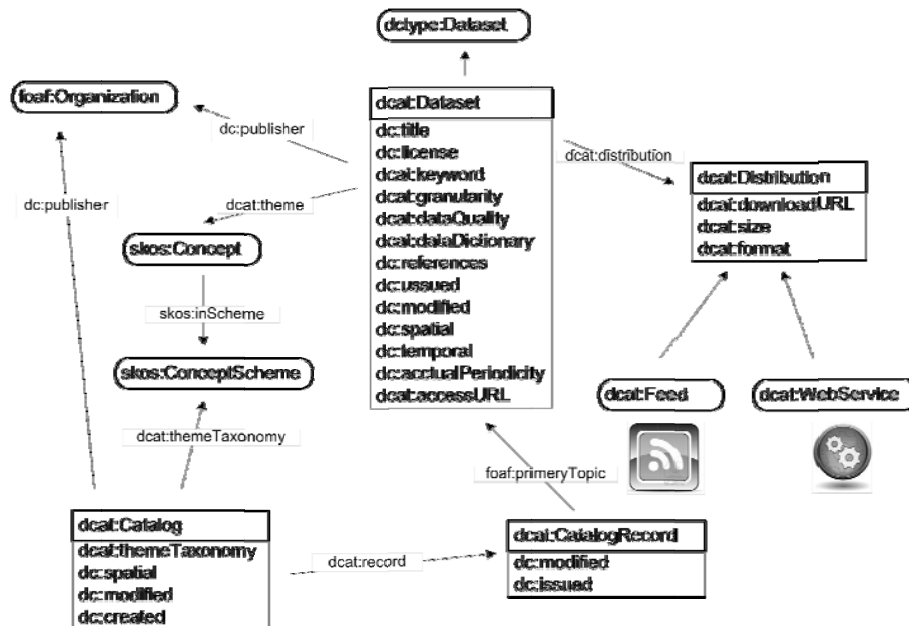 dctype:Dataset
foaf:Organization
dc:publisher
dc:publisher
dcat:Dataset
dc:title
dc:license
dcat:keyword
dcat:granularity
dcat:dataQuality
dcat:dataDictionary
dc:references
dc:ussued
dc:modified
dc:spatial
dc:temporal
dc:acctualPeriodicity
dcat:accessURL
dcat:distribution
dcat:Distribution
dcat:downloadURL
dcat:size
dcat:format
dcat:theme
skos:Concept
skos:inScheme
skos:ConceptScheme
dcat:themeTaxonomy
dcat:Feed
dcat:WebService
foaf:primeryTopic
dcat:Catalog
dcat:themeTaxonomy
dc:spatial
dc:modified
dc:created
dcat:record
dcat:CatalogRecord
dc:modified
dc:issued